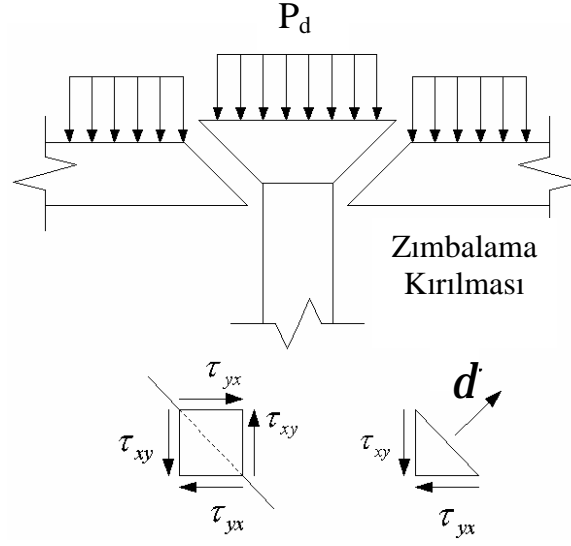 P_d
Zımbalama
Kırılması
τ_yx
τ_xy
τ_xy
τ_yx
d
τ_xy
τ_yx